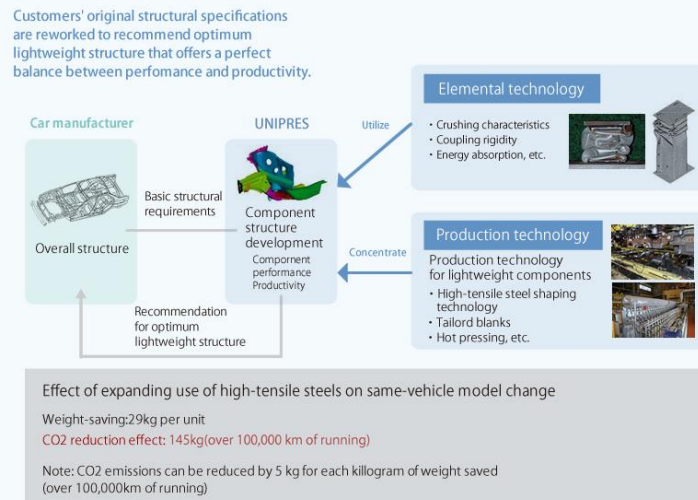 Customers' original structural specifications
are reworked to recommend optimum
lightweight structure that offers a perfect
balance between perfomance and productivity.
Car manufacturer
UNIPRES
Overall structure
Basic structural
requirements
Component
structure
development
Comportent
performance
Productivity
Recommendation
for optimum
lightweight structure
Utilize
Elemental technology
• Crushing characteristics
• Coupling rigidity
• Energy absorption, etc.
Concentrate
Production technology
Production technology
for lightweight components
• High-tensile steel shaping
technology
• Tailord blanks
• Hot pressing, etc.
Effect of expanding use of high-tensile steels on same-vehicle model change
Weight-saving:29kg per unit
CO2 reduction effect: 145kg(over 100,000 km of running)
Note: CO2 emissions can be reduced by 5 kg for each killogram of weight saved
(over 100,000km of running)